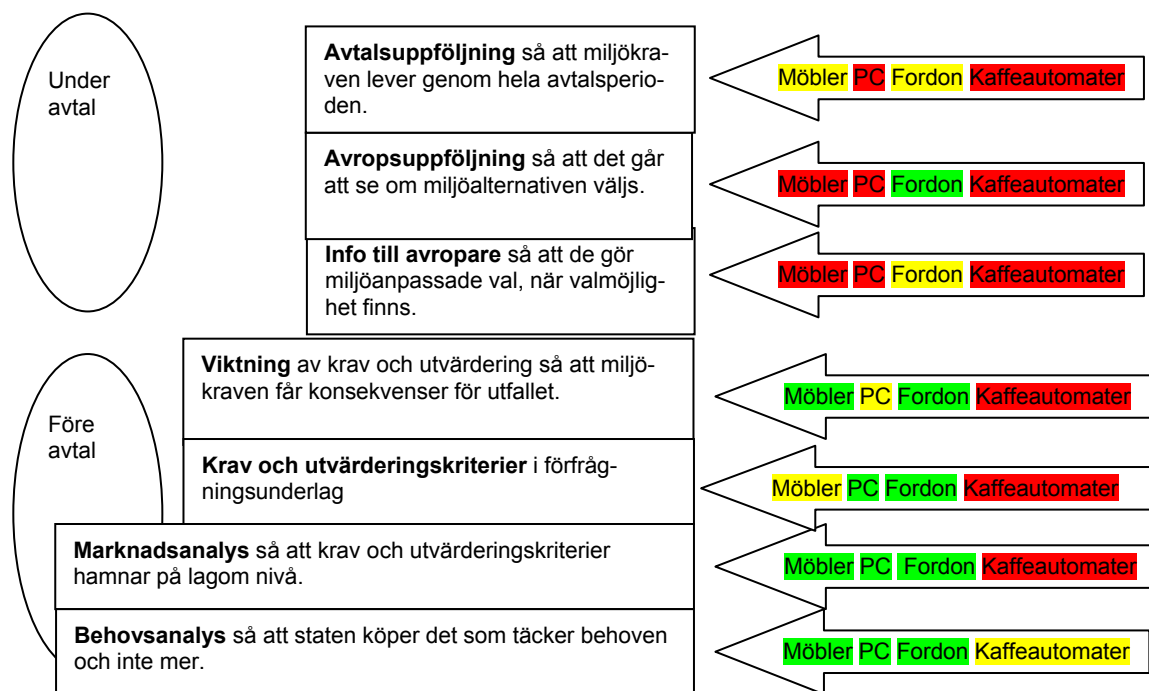 Under
avtal
Avtalsuppföljning så att miljökra-
ven lever genom hela avtalsperio-
den.
Möbler PC Fordon Kaffeautomater
Avropsuppföljning så att det går
att se om miljöalternativen väljs.
Möbler PC Fordon Kaffeautomater
Info till avropare så att de gör
miljöanpassade val, när valmöjlig-
het finns.
Möbler PC Fordon Kaffeautomater
Före
avtal
Viktning av krav och utvärdering så att miljö-
kraven får konsekvenser för utfallet.
Möbler PC Fordon Kaffeautomater
Krav och utvärderingskriterier i förfråg-
ningsunderlag
Möbler PC Fordon Kaffeautomater
Marknadsanalys så att krav och utvärderingskriterier
hamnar på lagom nivå.
Möbler PC Fordon Kaffeautomater
Behovsanalys så att staten köper det som täcker behoven
och inte mer.
Möbler PC Fordon Kaffeautomater